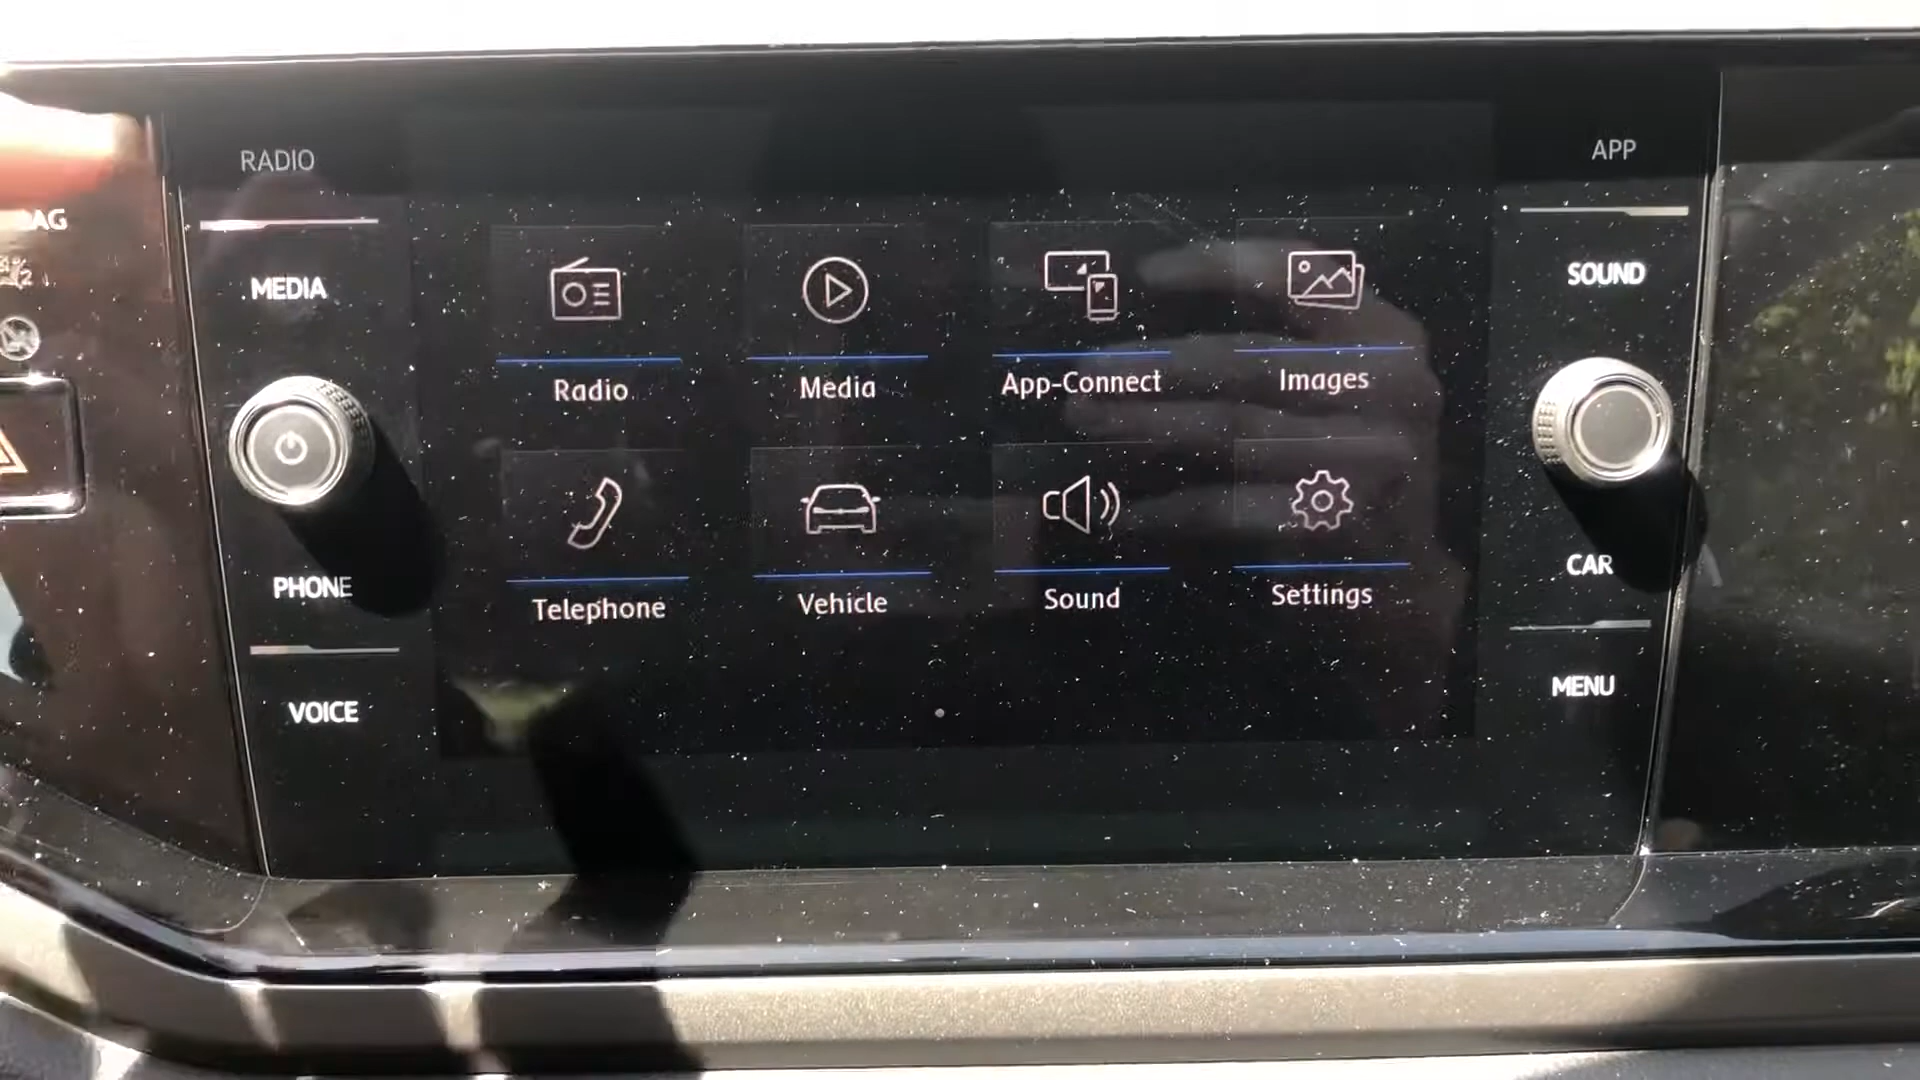 RADIO
MEDIA
PHONE
VOICE
Radio
Media
App-Connect
Images
Telephone
Vehicle
Sound
Settings
APP
SOUND
CAR
MENU